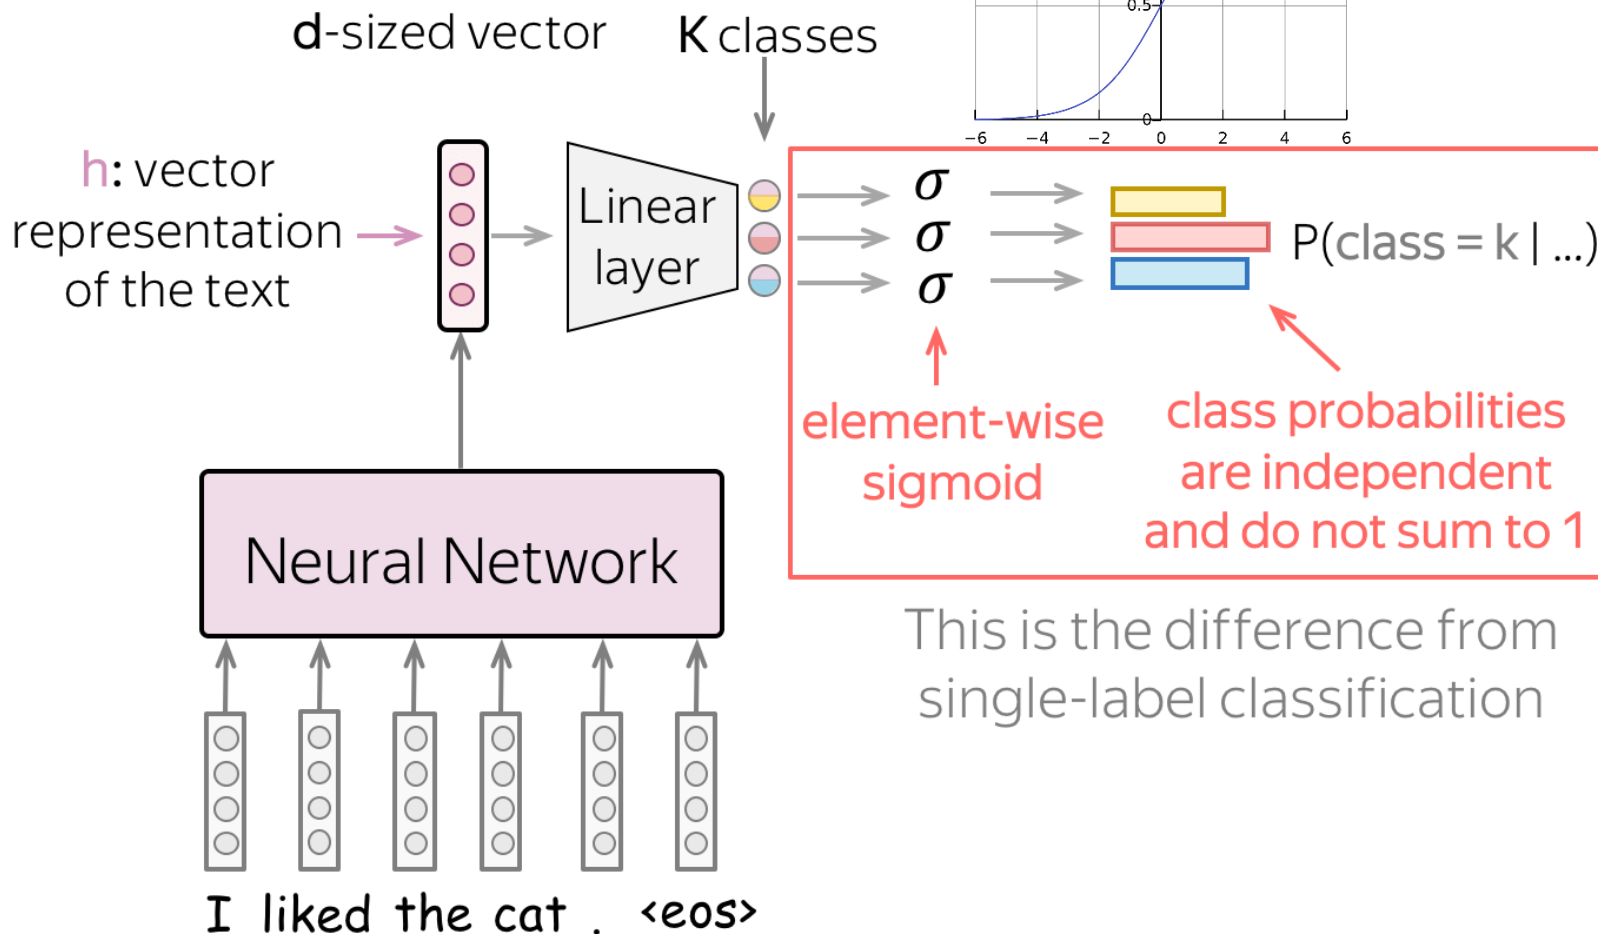 d-sized vector
K classes
0.5
0
−6 −4 −2 0 2 4 6
h: vector
representation
of the text
Linear
layer
σ
σ
σ
P(class = k | ...)
element-wise
sigmoid
class probabilities
are independent
and do not sum to 1
Neural Network
This is the difference from
single-label classification
I liked the cat . <eos>